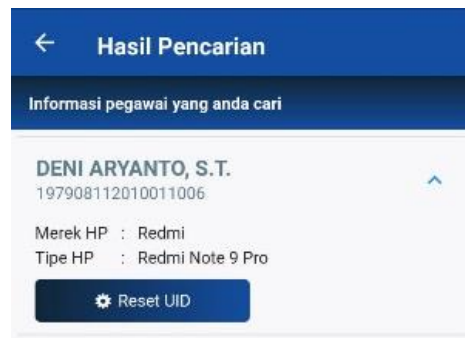 Hasil Pencarian
Informasi pegawai yang anda cari
DENI ARYANTO, S.T.
197908112010011006
Merek HP : Redmi
Tipe HP : Redmi Note 9 Pro
Reset UID